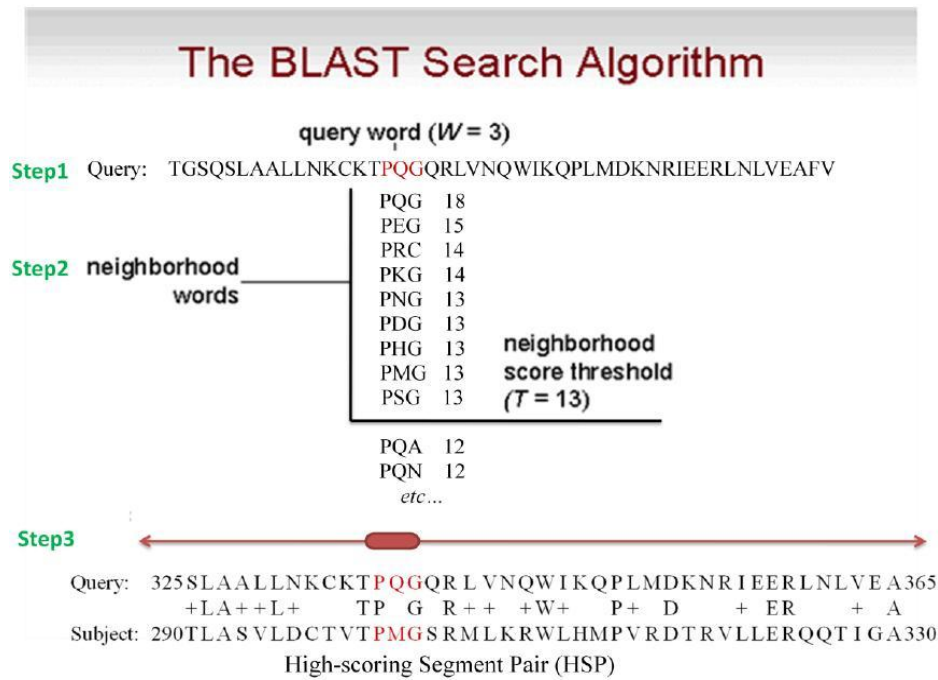 The BLAST Search Algorithm
query word (W = 3)
Step1 Query: TGSQSLAALLNKCKTPQGQRLVNQWIKQPLMDKNRIEERLNLVEAFV
PQG 18
PEG 15
PRC 14
Step2 neighborhood words
PKG 14
PNG 13
PDG 13
PHG 13
PMG 13
PSG 13
neighborhood
score threshold
(T = 13)
PQA 12
PQN 12
etc...
Step3
Query: 325 SLAALLNKCKTPQGQRLVNQWIKQPLMDKNRIEERLNLVEA 365
+LA++L+ TP G R++ +W+ P+ D + ER + A
Subject: 290 TLASVLDCTVTPMGSRMLKRWLHMPVRDTRVLLERQQTIGA 330
High-scoring Segment Pair (HSP)